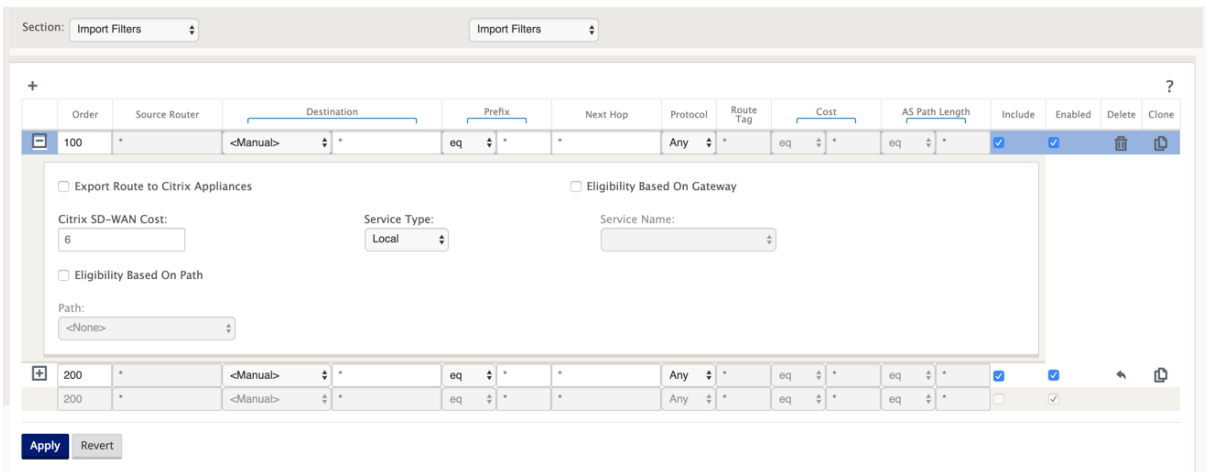 Section: Import Filters Import Filters
+ ?
Order Source Router Destination Prefix Next Hop Protocol Route Tag Cost AS Path Length Include Enabled Delete Clone
100 * <Manual> * eq * * Any * eq * eq *
Export Route to Citrix Appliances Eligibility Based On Gateway
Citrix SD-WAN Cost: Service Type: Service Name:
6 Local
Eligibility Based On Path
Path:
<None>
200 * <Manual> * eq * * Any * eq * eq *
200 * <Manual> * eq * * Any * eq * eq *
Apply Revert